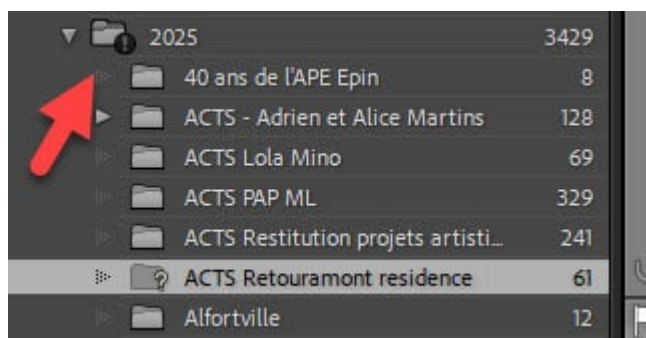 2025 3429
40 ans de l'APE Epin 8
ACTS - Adrien et Alice Martins 128
ACTS Lola Mino 69
ACTS PAP ML 329
ACTS Restitution projets artisti... 241
ACTS Retouramont residence 61
Alfortville 12